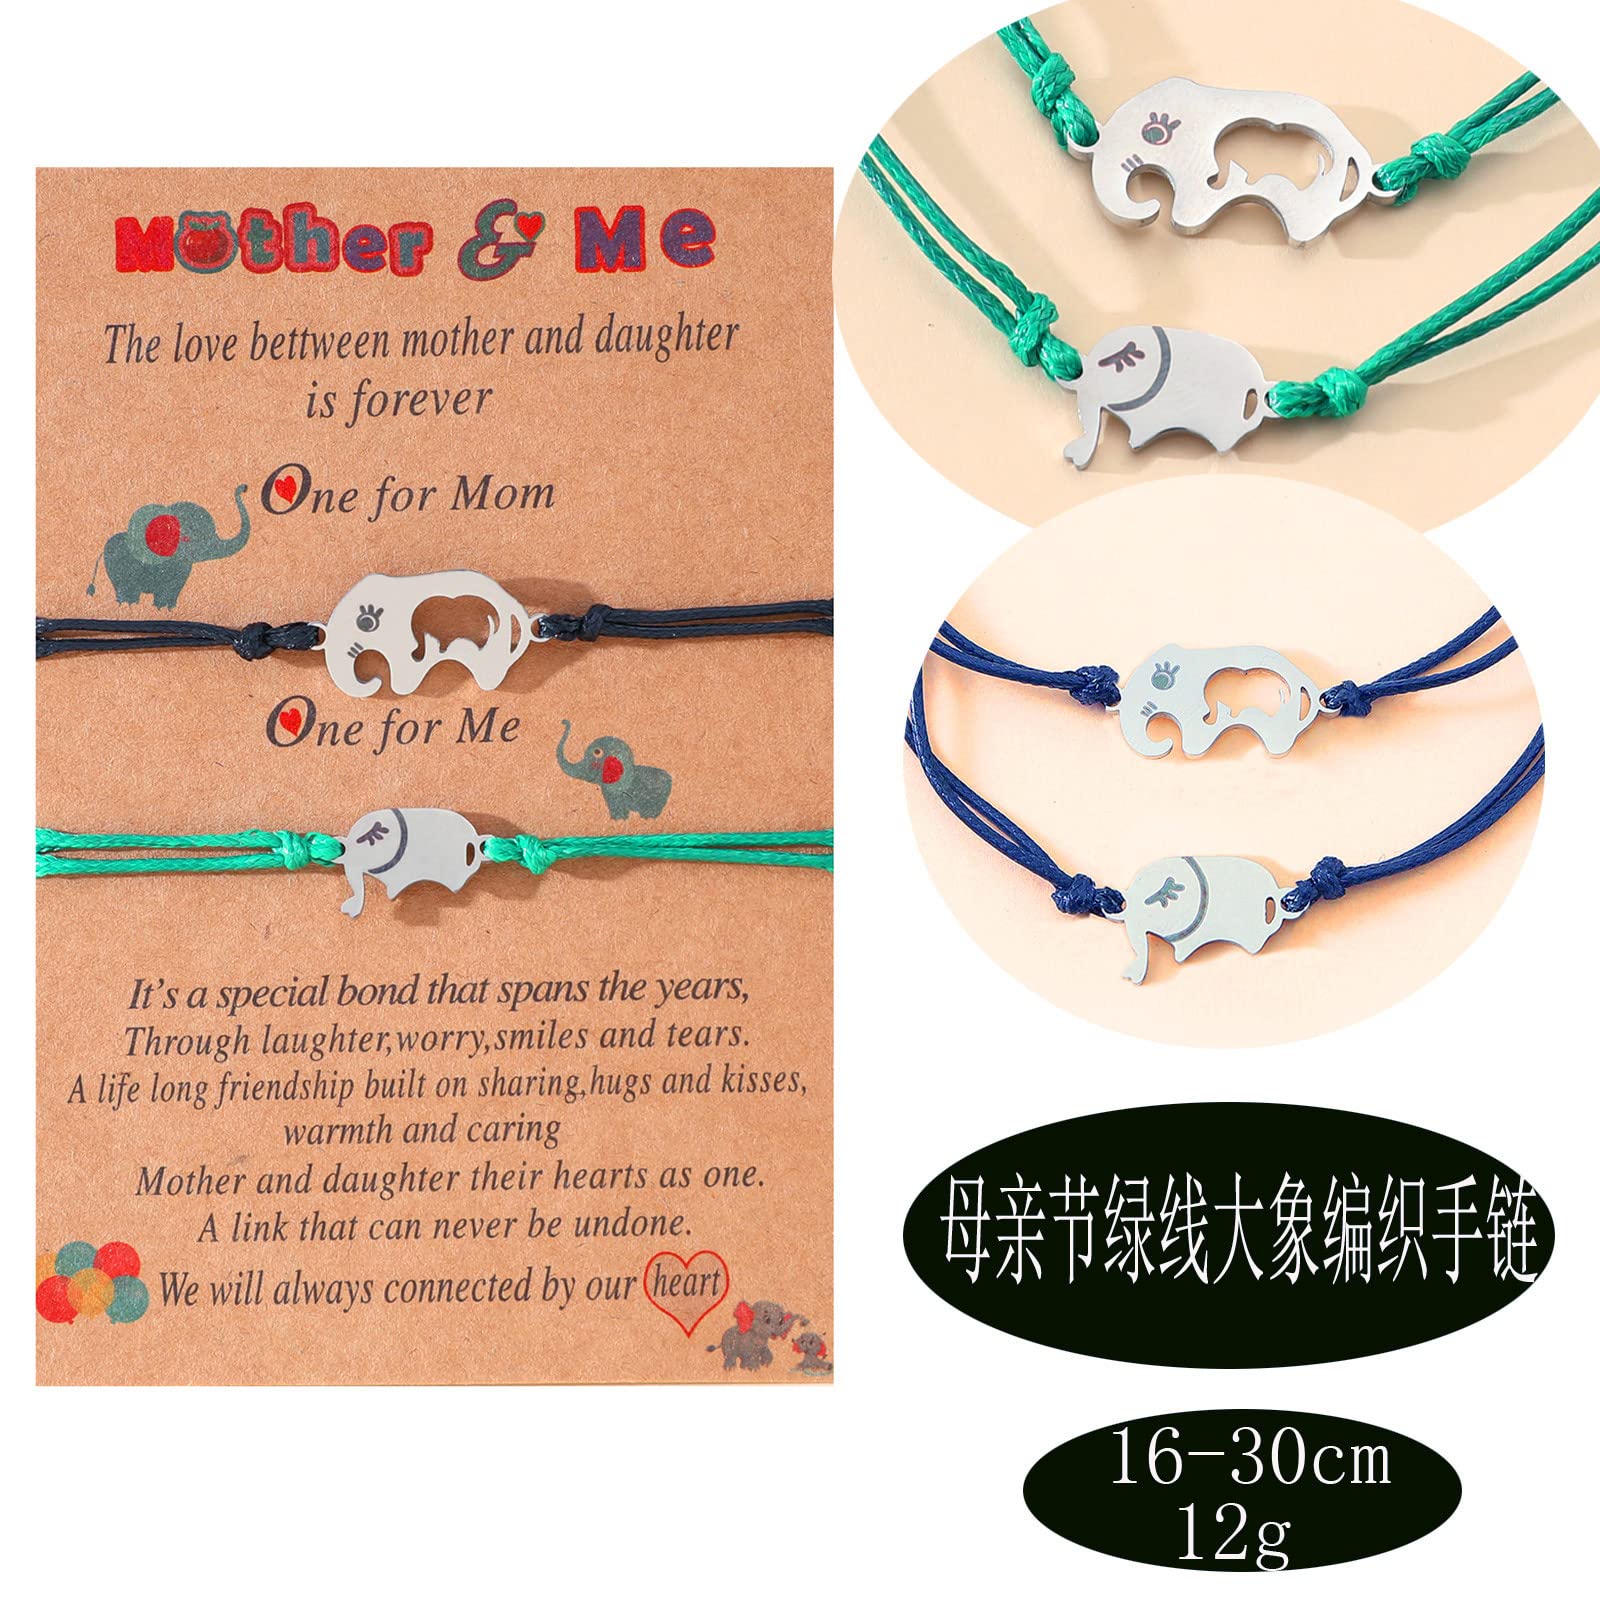 Mother & Me
The love bettween mother and daughter
is forever
One for Mom
One for Me
It's a special bond that spans the years,
Through laughter,worry,smiles and tears.
A life long friendship built on sharing,hugs and kisses,
warmth and caring
Mother and daughter their hearts as one.
A link that can never be undone.
We will always connected by our heart
母亲节绿线大象编织手链
16-30cm
12g